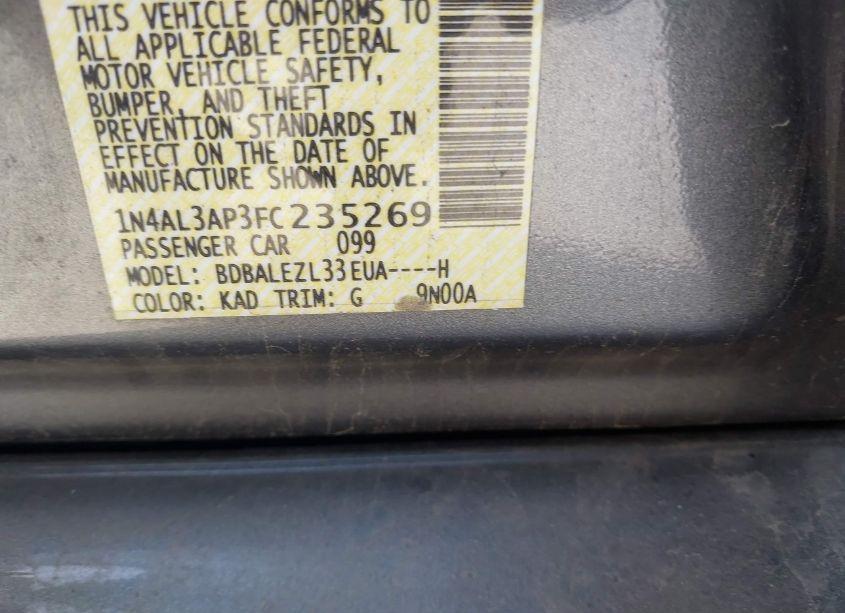 THIS VEHICLE CONFORMS TO
ALL APPLICABLE FEDERAL
MOTOR VEHICLE SAFETY,
BUMPER, AND THEFT
PREVENTION STANDARDS IN
EFFECT ON THE DATE OF
MANUFACTURE SHOWN ABOVE.
1N4AL3AP3FC235269
PASSENGER CAR 099
MODEL: BDBALEZL33EUA----H
COLOR: KAD TRIM: G 9N00A